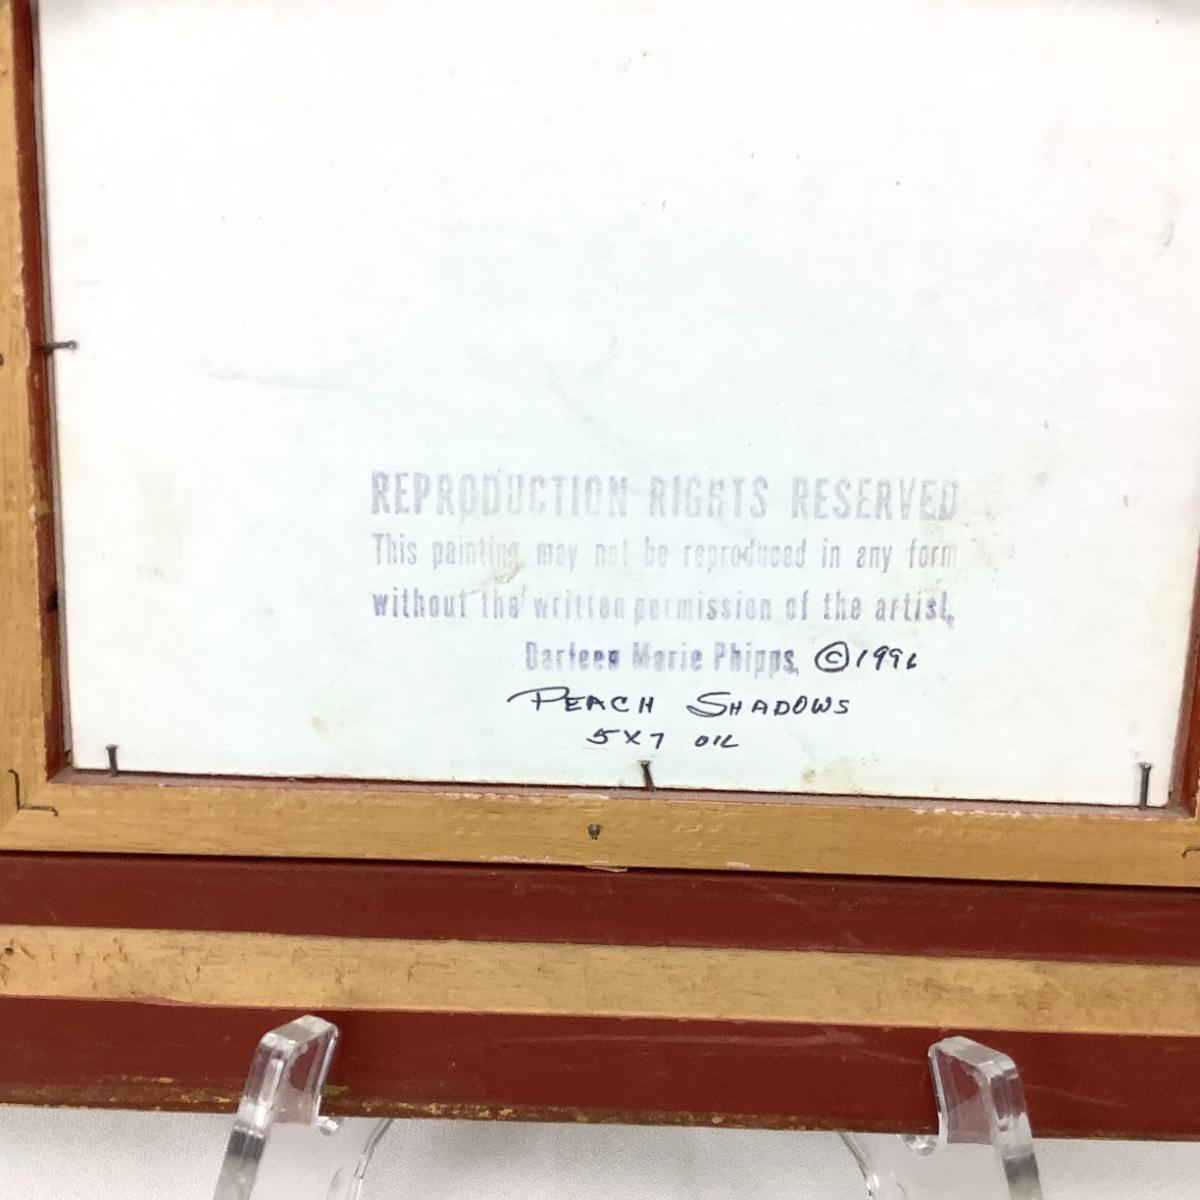 REPRODUCTION RIGHTS RESERVED
This painting may not be reproduced in any form
without the written permission of the artist.
Darleen Marie Phipps, © 1996
PEACH SHADOWS
5X7 OIL